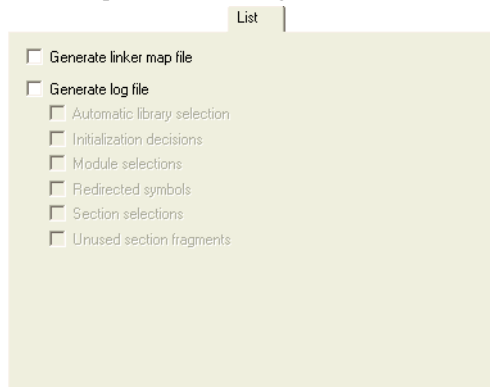 List
Generate linker map file
Generate log file
Automatic library selection
Initialization decisions
Module selections
Redirected symbols
Section selections
Unused section fragments